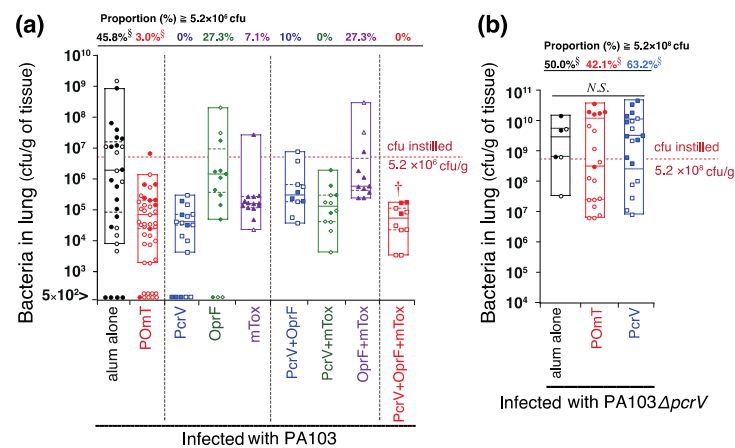 (a)
Proportion (%) ≧ 5.2×10⁶ cfu
45.8%§ 3.0%§ 0% 27.3% 7.1% 10% 0% 27.3% 0%
Bacteria in lung (cfu/g of tissue)
10¹⁰
10⁹
10⁸
10⁷
10⁶
10⁵
10⁴
10³
5×10²>
cfu instilled
5.2 ×10⁶ cfu/g
†
alum alone
POmT
PcrV
OprF
mTox
PcrV+OprF
PcrV+mTox
OprF+mTox
PcrV+OprF+mTox
Infected with PA103
(b)
Proportion (%) ≧ 5.2×10⁸ cfu
50.0%§ 42.1%§ 63.2%§
N.S.
Bacteria in lung (cfu/g of tissue)
10¹¹
10¹⁰
10⁹
10⁸
10⁷
10⁶
10⁵
10⁴
cfu instilled
5.2 ×10⁸ cfu/g
alum alone
POmT
PcrV
Infected with PA103ΔpcrV